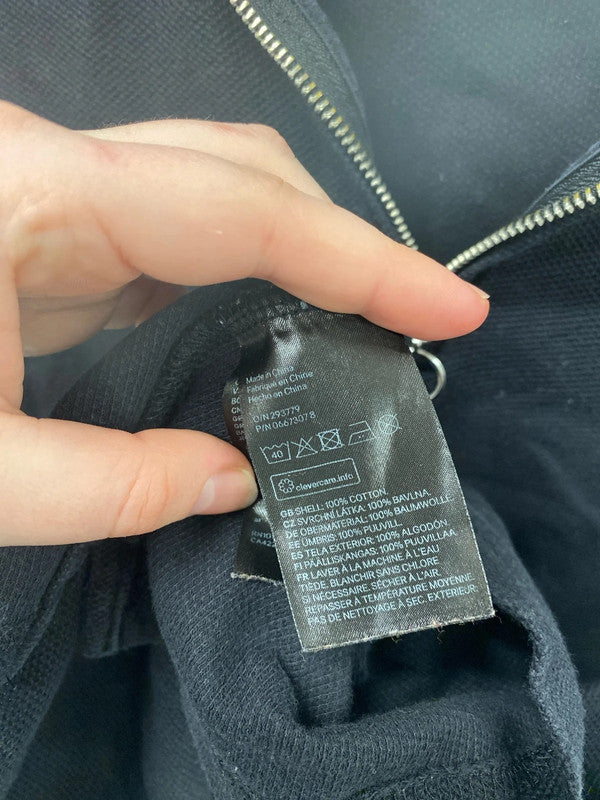 Made in China
Fabriqué en Chine
Hecho en China
O/N 293779
P/N 06673078
40
clevercare.info
GB SHELL: 100% COTTON.
CZ SVRCHNÍ LÁTKA: 100% BAVLNA.
DE OBERMATERIAL: 100% BAUMWOLLE.
EE ÜMBRIS: 100% PUUVILL.
ES TELA EXTERIOR: 100% ALGODÓN
FI PÄÄLLISKANGAS: 100% PUUVILLAA.
FR LAVER À LA MACHINE À L'EAU
TIÈDE. BLANCHIR SANS CHLORE
SI NÉCESSAIRE. SÉCHER À L'AIR.
REPASSER À TEMPÉRATURE MOYENNE.
PAS DE NETTOYAGE À SEC. EXTERIEUR: